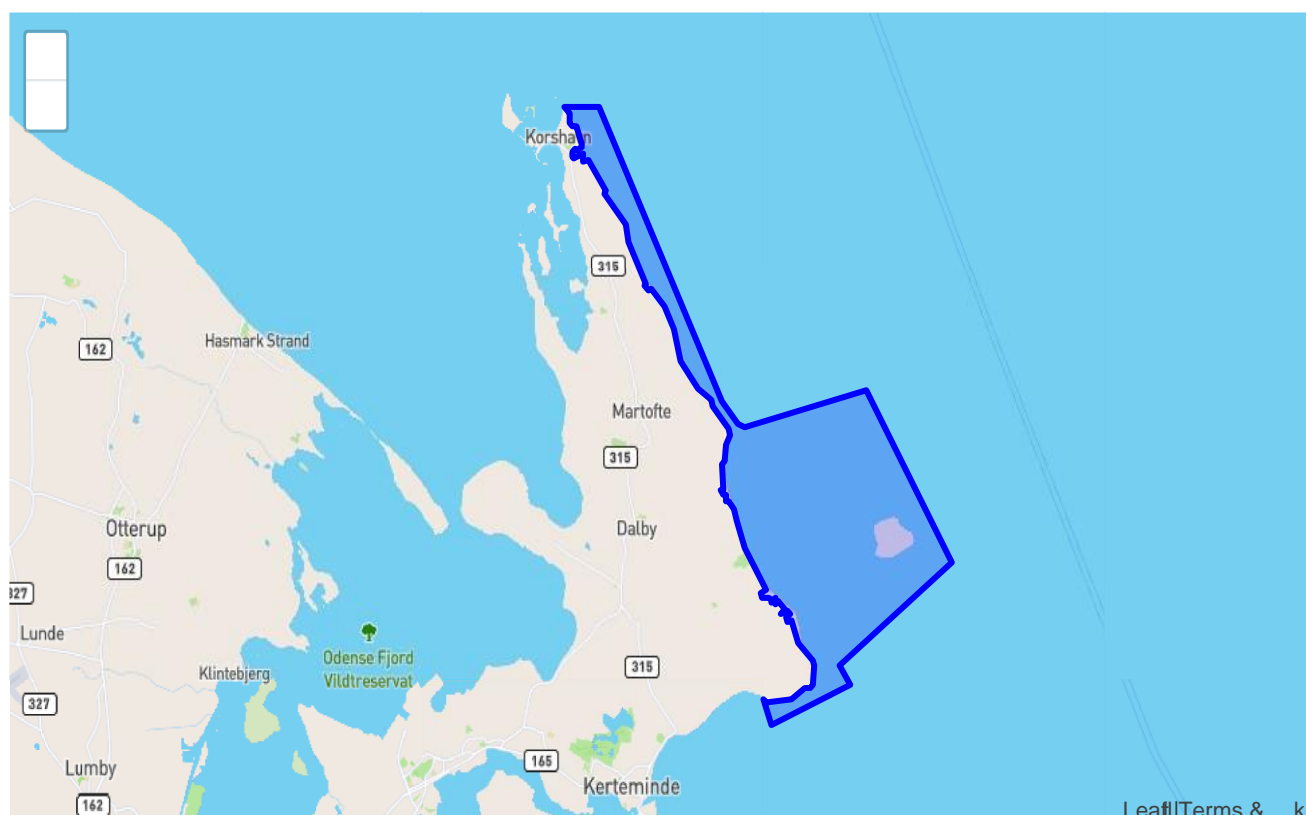 Korshavn
315
162
Hasmark Strand
Martofte
315
Otterup
Dalby
162
327
Lunde
Odense Fjord
Vildtreservat
315
Klintebjerg
327
165
Lumby
Kerteminde
162
Terms &